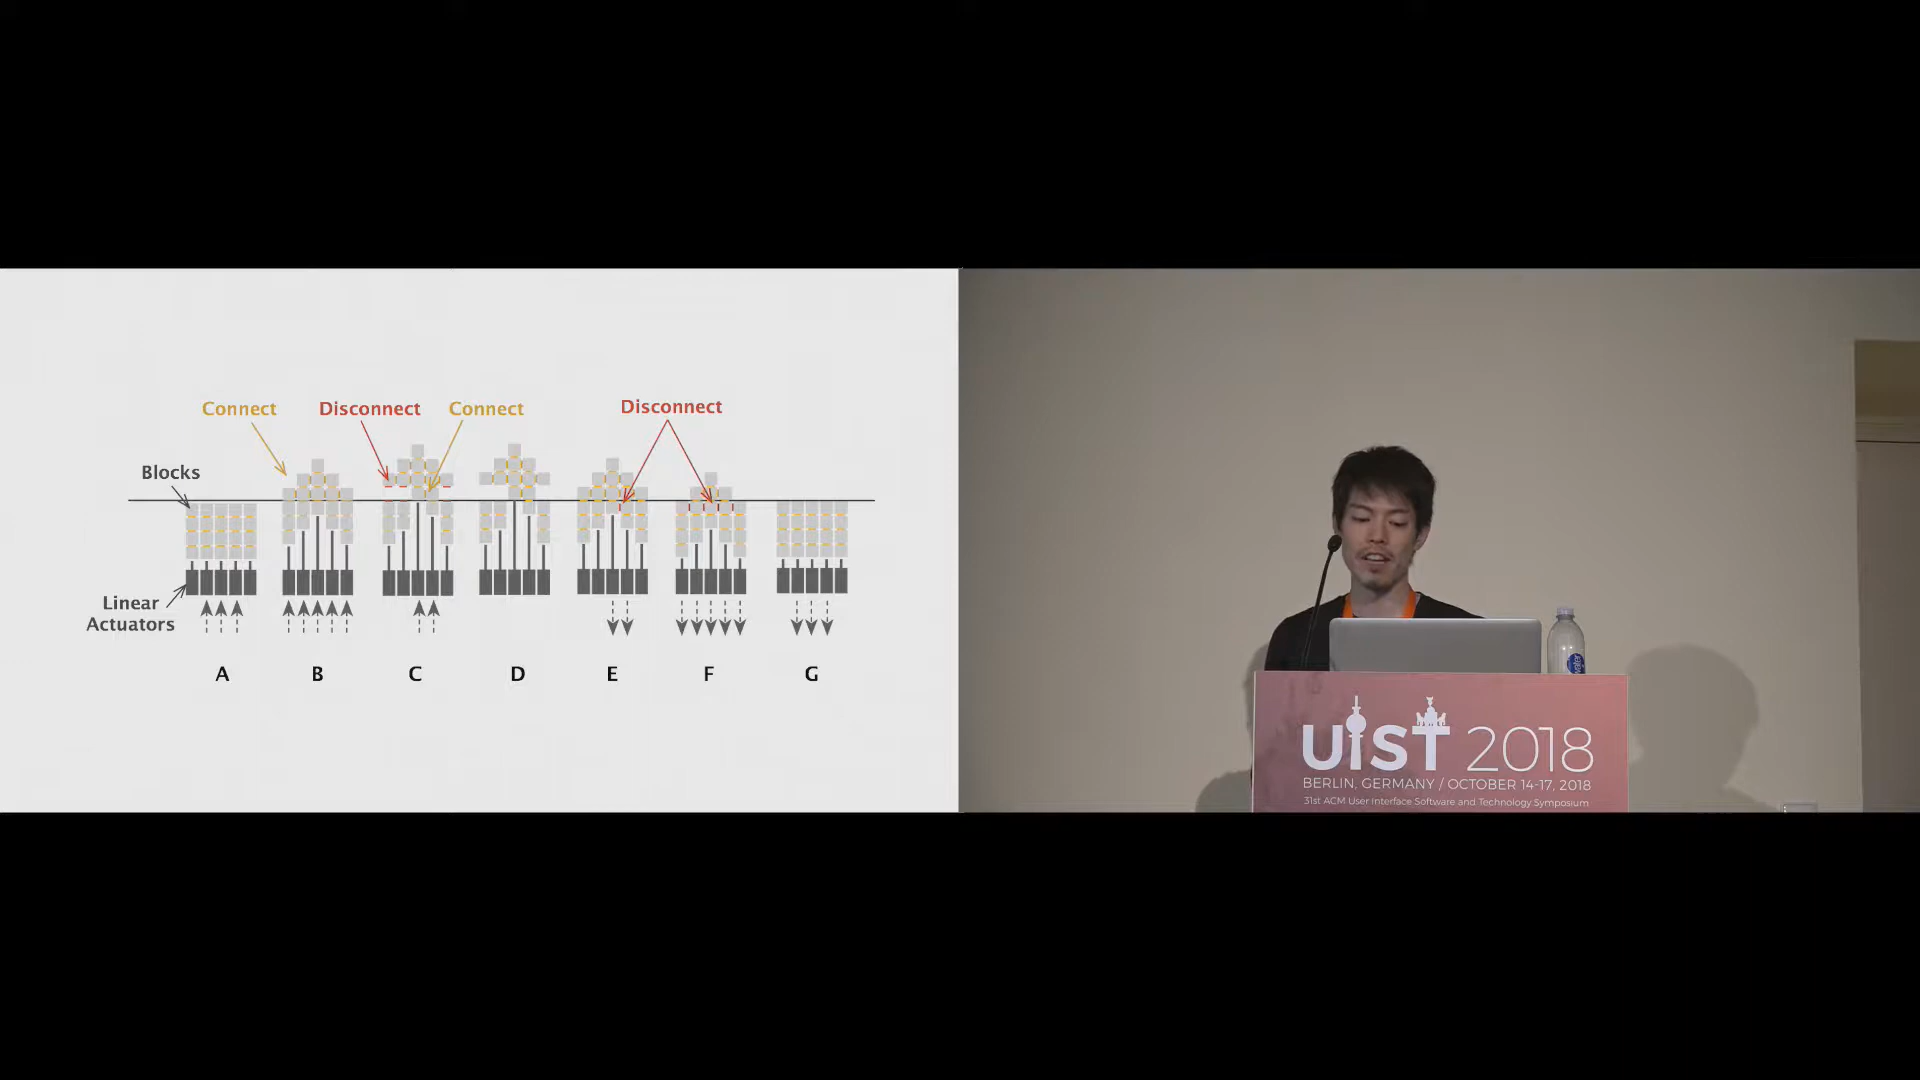 Connect
Disconnect
Connect
Disconnect
Blocks
Linear
Actuators
A B C D E F G
UIST 2018
BERLIN, GERMANY / OCTOBER 14-17, 2018
31st ACM User Interface Software and Technology Symposium
water